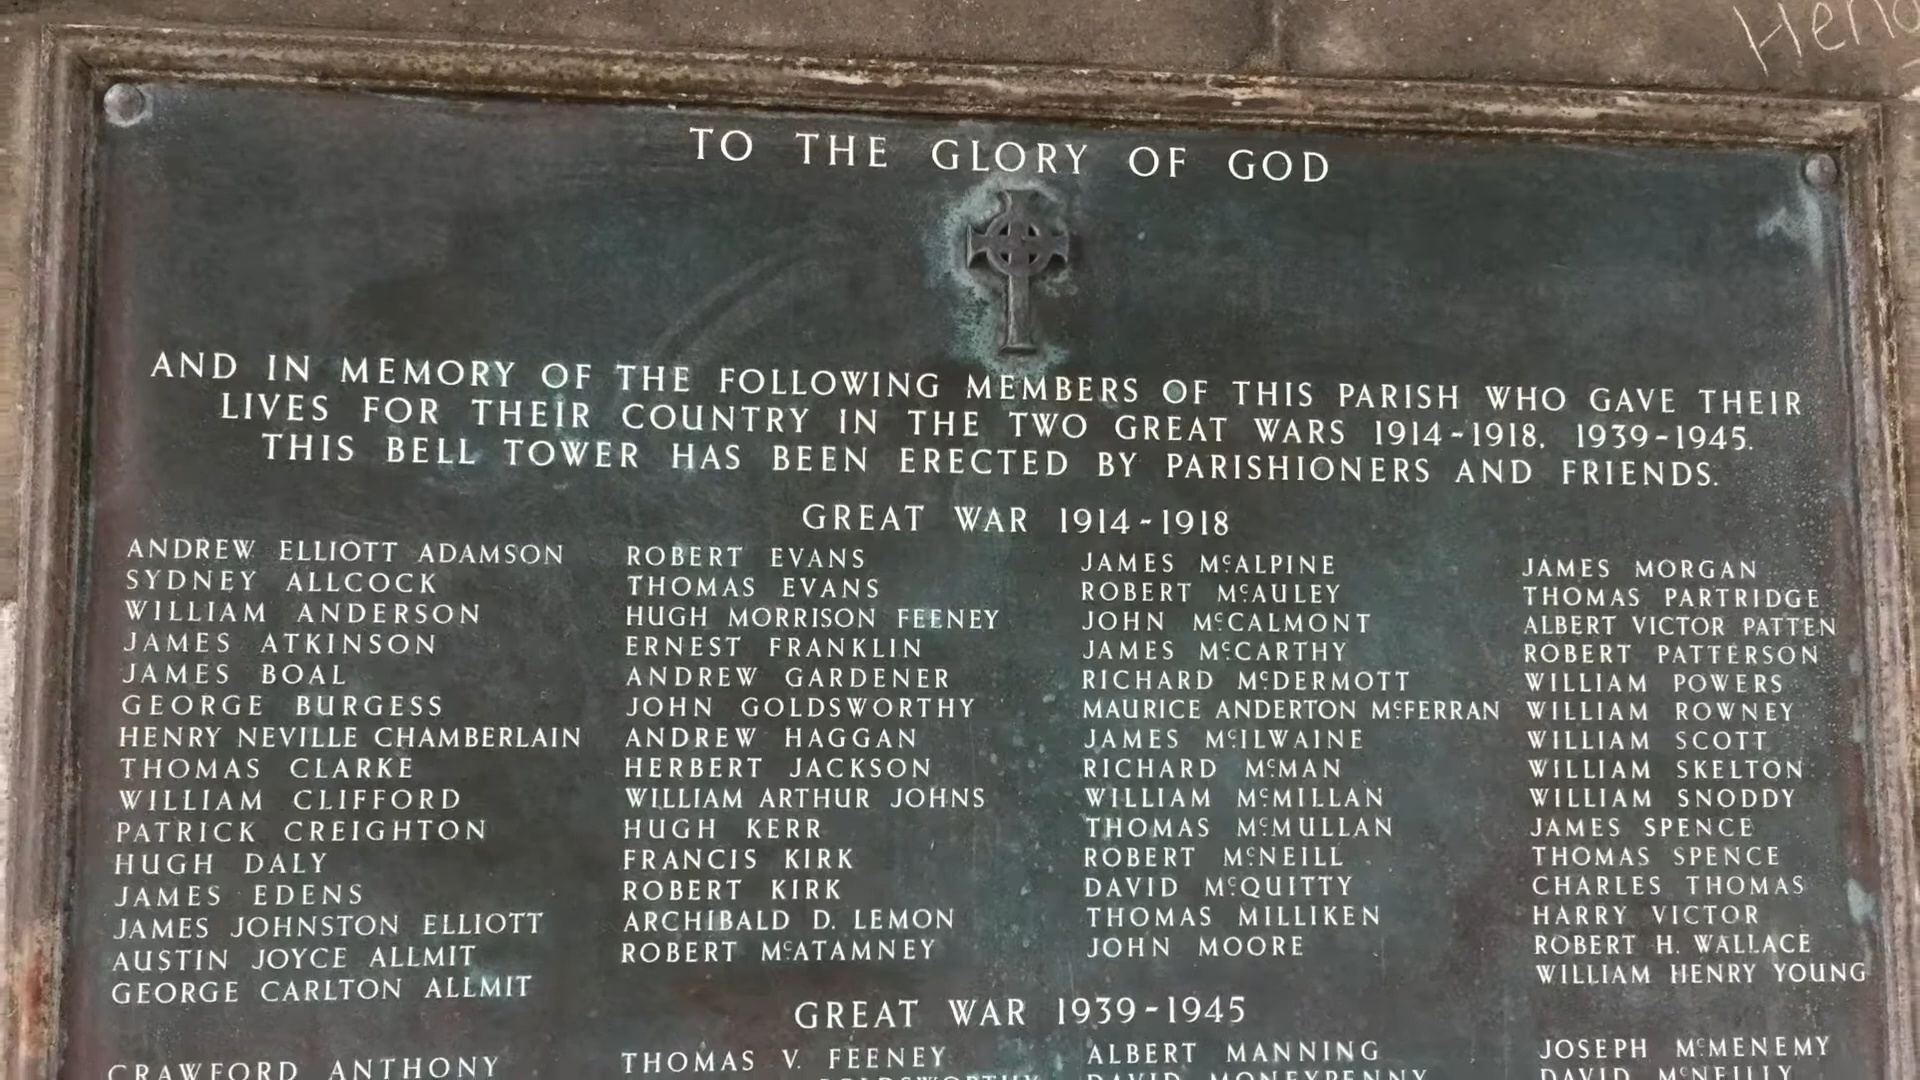 TO THE GLORY OF GOD
AND IN MEMORY OF THE FOLLOWING MEMBERS OF THIS PARISH WHO GAVE THEIR
LIVES FOR THEIR COUNTRY IN THE TWO GREAT WARS 1914-1918, 1939-1945.
THIS BELL TOWER HAS BEEN ERECTED BY PARISHIONERS AND FRIENDS.
GREAT WAR 1914-1918
ANDREW ELLIOTT ADAMSON
SYDNEY ALLCOCK
WILLIAM ANDERSON
JAMES ATKINSON
JAMES BOAL
GEORGE BURGESS
HENRY NEVILLE CHAMBERLAIN
THOMAS CLARKE
WILLIAM CLIFFORD
PATRICK CREIGHTON
HUGH DALY
JAMES EDENS
JAMES JOHNSTON ELLIOTT
AUSTIN JOYCE ALLMIT
GEORGE CARLTON ALLMIT
ROBERT EVANS
THOMAS EVANS
HUGH MORRISON FEENEY
ERNEST FRANKLIN
ANDREW GARDENER
JOHN GOLDSWORTHY
ANDREW HAGGAN
HERBERT JACKSON
WILLIAM ARTHUR JOHNS
HUGH KERR
FRANCIS KIRK
ROBERT KIRK
ARCHIBALD D. LEMON
ROBERT McATAMNEY
JAMES McALPINE
ROBERT McAULEY
JOHN McCALMONT
JAMES McCARTHY
RICHARD McDERMOTT
MAURICE ANDERTON McFERRAN
JAMES McILWAINE
RICHARD McMAN
WILLIAM McMILLAN
THOMAS McMULLAN
ROBERT McNEILL
DAVID McQUITTY
THOMAS MILLIKEN
JOHN MOORE
JAMES MORGAN
THOMAS PARTRIDGE
ALBERT VICTOR PATTEN
ROBERT PATTERSON
WILLIAM POWERS
WILLIAM ROWNEY
WILLIAM SCOTT
WILLIAM SKELTON
WILLIAM SNODDY
JAMES SPENCE
THOMAS SPENCE
CHARLES THOMAS
HARRY VICTOR
ROBERT H. WALLACE
WILLIAM HENRY YOUNG
GREAT WAR 1939-1945
CRAWFORD ANTHONY
THOMAS V. FEENEY
GOLDSWORTHY
ALBERT MANNING
DAVID MONEYPENNY
JOSEPH McMENEMY
DAVID McNEILLY